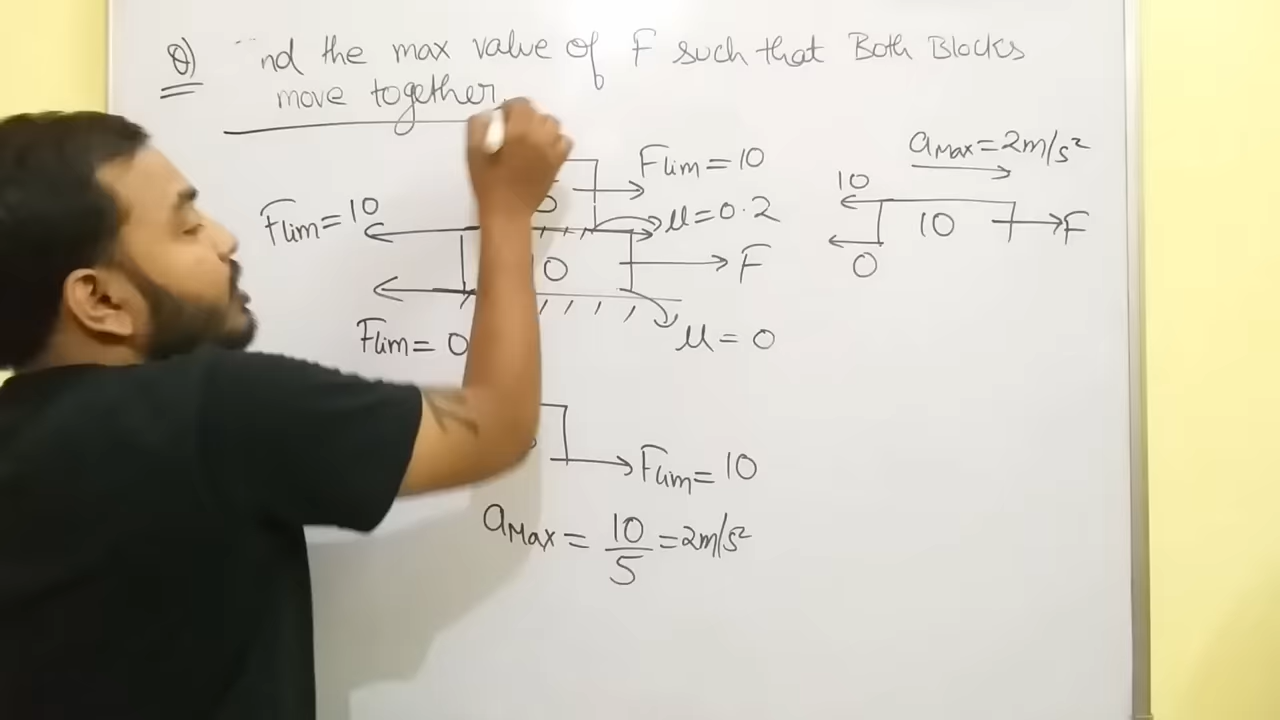 Q) nd the max value of F such that Both Blocks
move together
aMax = 2m/s²
Flim = 10
10
Flim = 10
μ = 0.2
10
F
0
F
Flim = 0
μ = 0
Flim = 10
aMax = 10/5 = 2m/s²